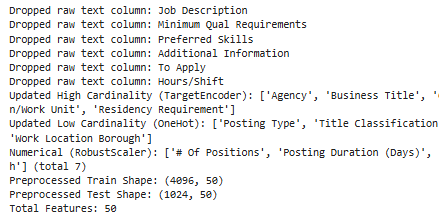 Dropped raw text column: Job Description
Dropped raw text column: Minimum Qual Requirements
Dropped raw text column: Preferred Skills
Dropped raw text column: Additional Information
Dropped raw text column: To Apply
Dropped raw text column: Hours/Shift
Updated High Cardinality (TargetEncoder): ['Agency', 'Business Title', '
n/Work Unit', 'Residency Requirement']
Updated Low Cardinality (OneHot): ['Posting Type', 'Title Classification
'Work Location Borough']
Numerical (RobustScaler): ['# Of Positions', 'Posting Duration (Days)',
h'] (total 7)
Preprocessed Train Shape: (4096, 50)
Preprocessed Test Shape: (1024, 50)
Total Features: 50